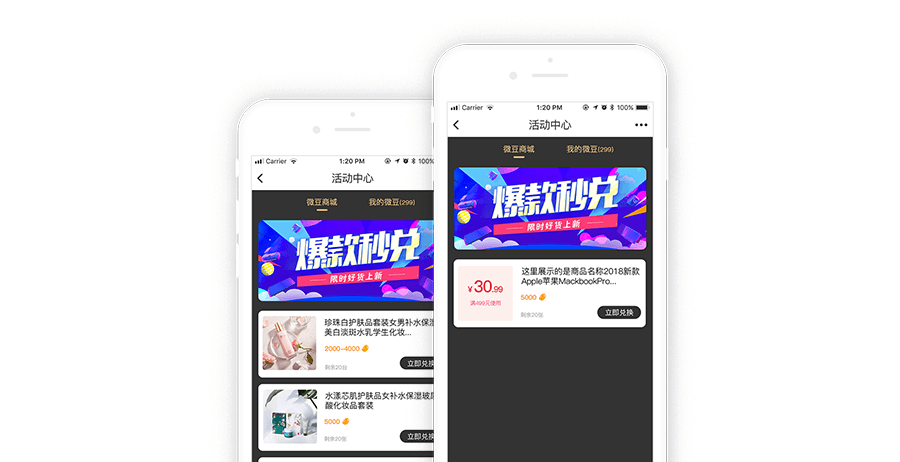 Carrier 1:20 PM 100%
活动中心
微豆商城 我的微豆(299)
爆款秒兑
限时好货上新
珍珠白护肤品套装女男补水保湿
美白淡斑水乳学生化妆...
2000-4000
剩余20台 立即兑换
水漾芯肌护肤品女补水保湿玻尿
酸化妆品套装
5000
剩余20张 立即兑换
Carrier 1:20 PM 100%
活动中心
微豆商城 我的微豆(299)
爆款秒兑
限时好货上新
¥30.99
满499元使用
这里展示的是商品名称2018新款
Apple苹果MackbookPro...
5000
剩余20张 立即兑换